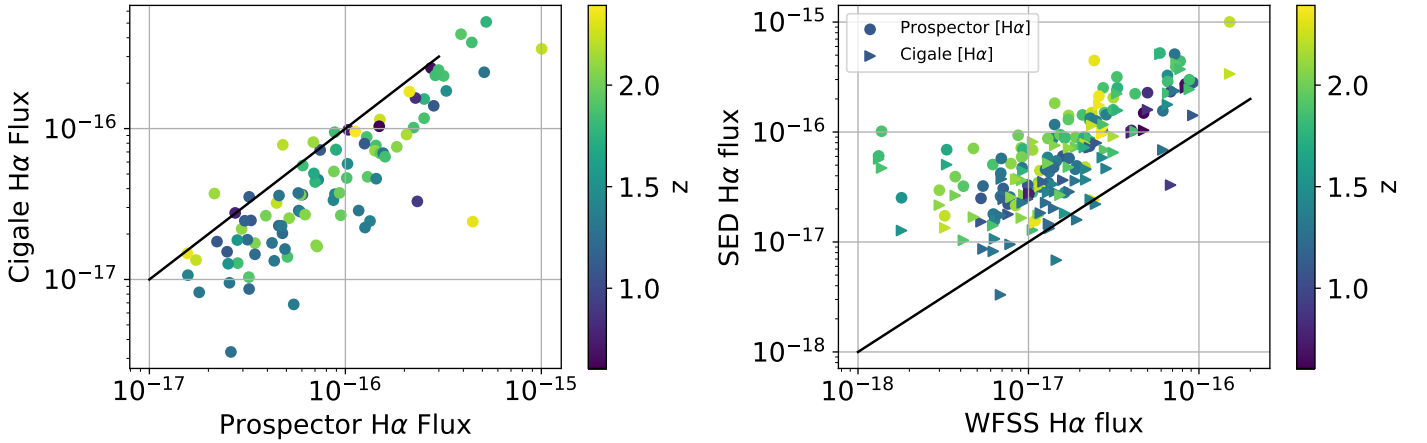 Cigale Hα Flux
10⁻¹⁶
10⁻¹⁷
10⁻¹⁷
10⁻¹⁶
10⁻¹⁵
Prospector Hα Flux
2.0
1.5
1.0
z
SED Hα flux
10⁻¹⁵
10⁻¹⁶
10⁻¹⁷
10⁻¹⁸
Prospector [Hα]
Cigale [Hα]
10⁻¹⁸
10⁻¹⁷
10⁻¹⁶
WFSS Hα flux
2.0
1.5
1.0
z